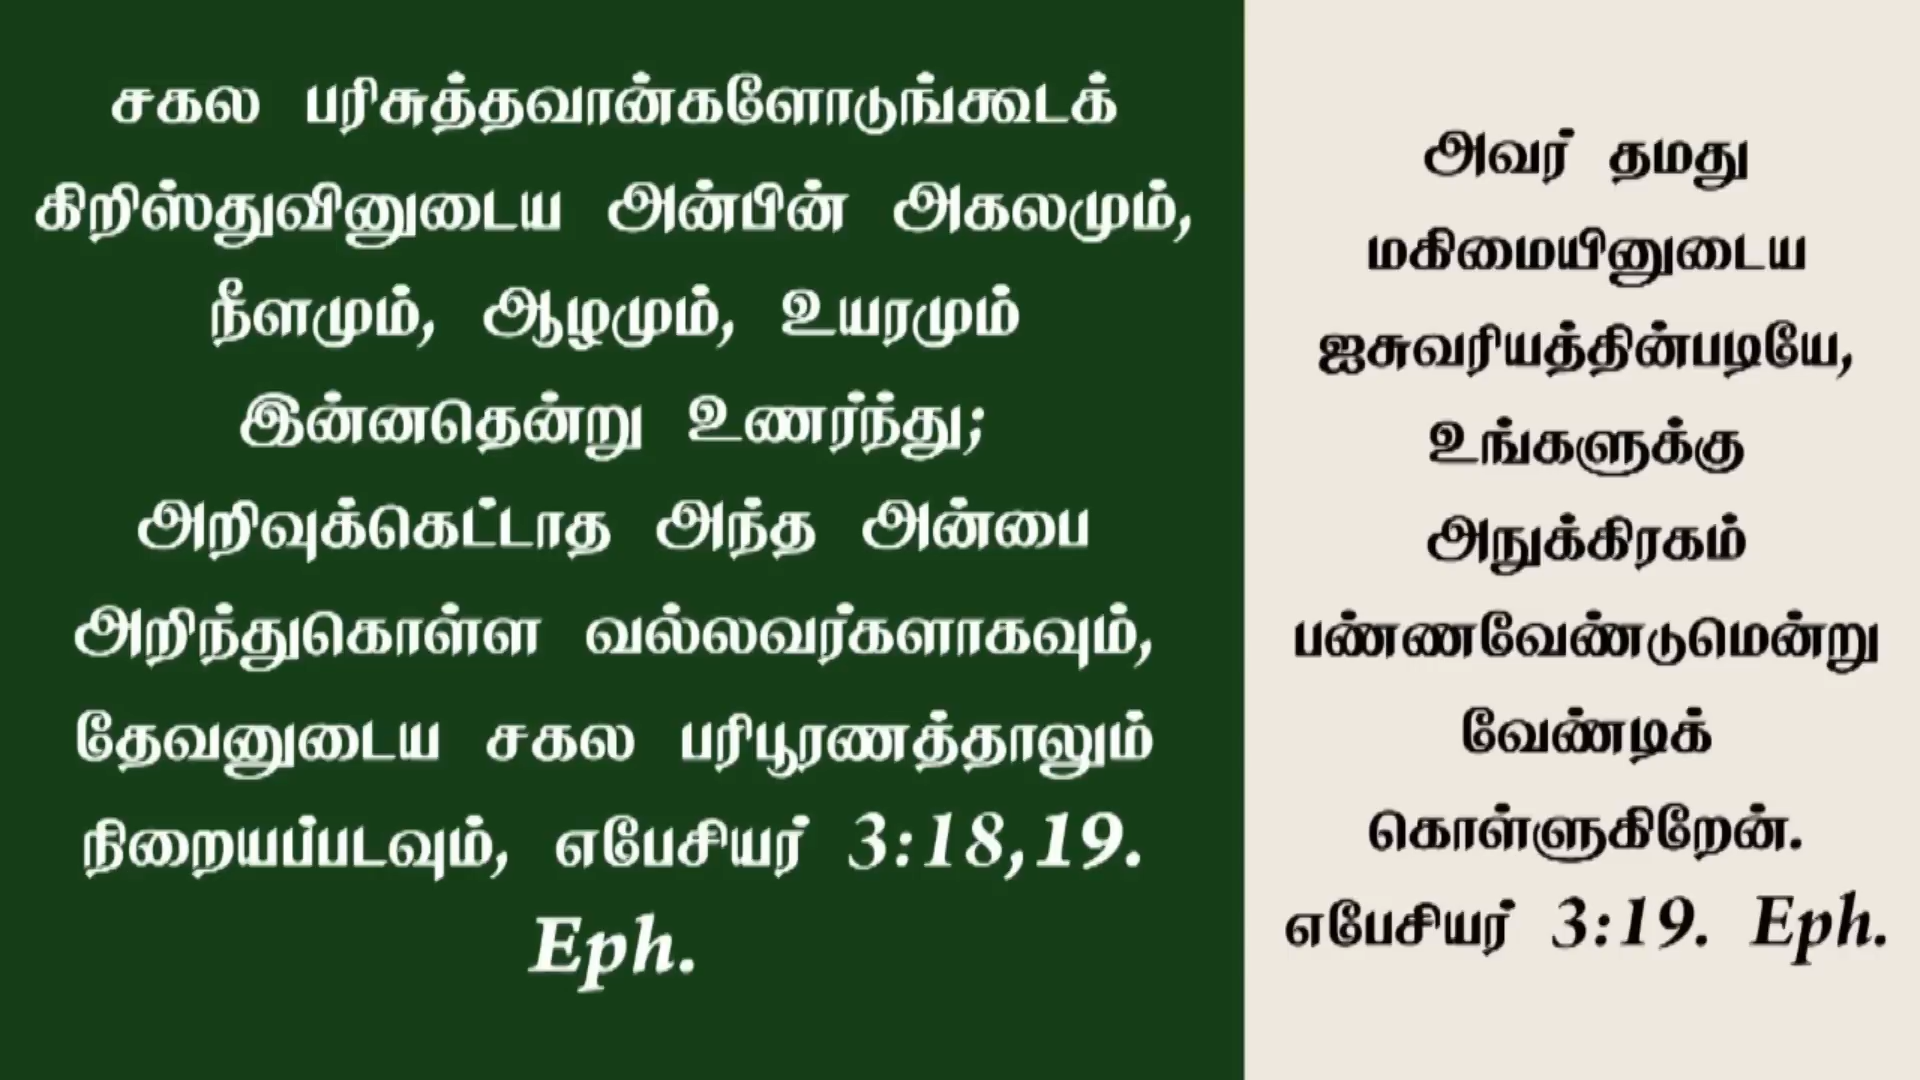 சகல பரிசுத்தவான்களோடுங்கூடக்
கிறிஸ்துவினுடைய அன்பின் அகலமும்,
நீளமும், ஆழமும், உயரமும்
இன்னதென்று உணர்ந்து;
அறிவுக்கெட்டாத அந்த அன்பை
அறிந்துகொள்ள வல்லவர்களாகவும்,
தேவனுடைய சகல பரிபூரணத்தாலும்
நிறையப்படவும், எபேசியர் 3:18,19.
Eph.
அவர் தமது
மகிமையினுடைய
ஐசுவரியத்தின்படியே,
உங்களுக்கு
அநுக்கிரகம்
பண்ணவேண்டுமென்று
வேண்டிக்
கொள்ளுகிறேன்.
எபேசியர் 3:19. Eph.